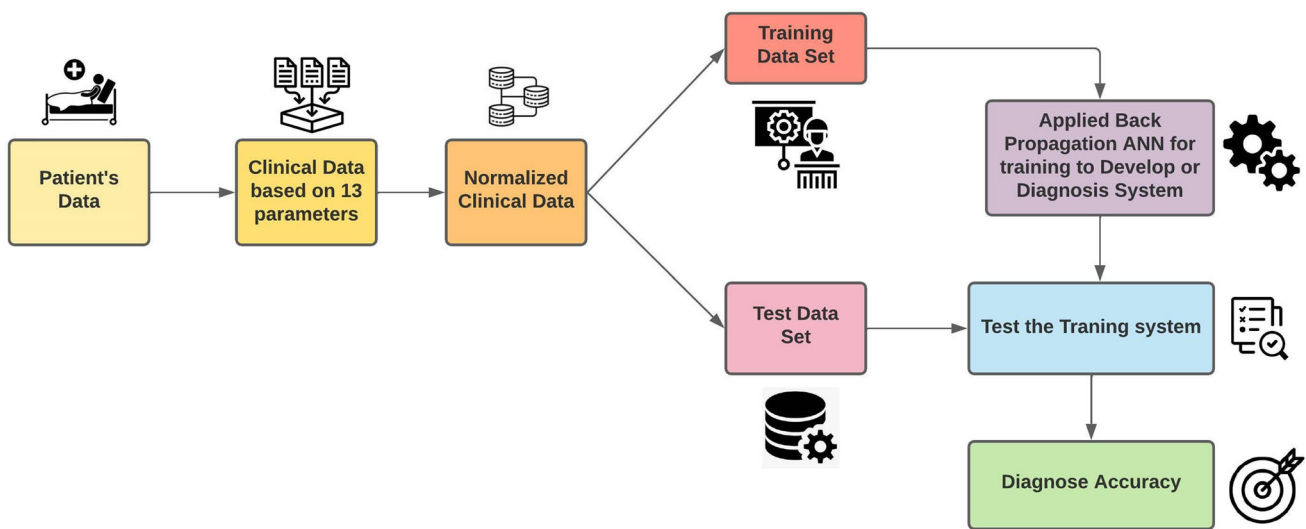 Patient's
Data
Clinical Data
based on 13
parameters
Normalized
Clinical Data
Training
Data Set
Applied Back
Propagation ANN for
training to Develop or
Diagnosis System
Test Data
Set
Test the Traning system
Diagnose Accuracy